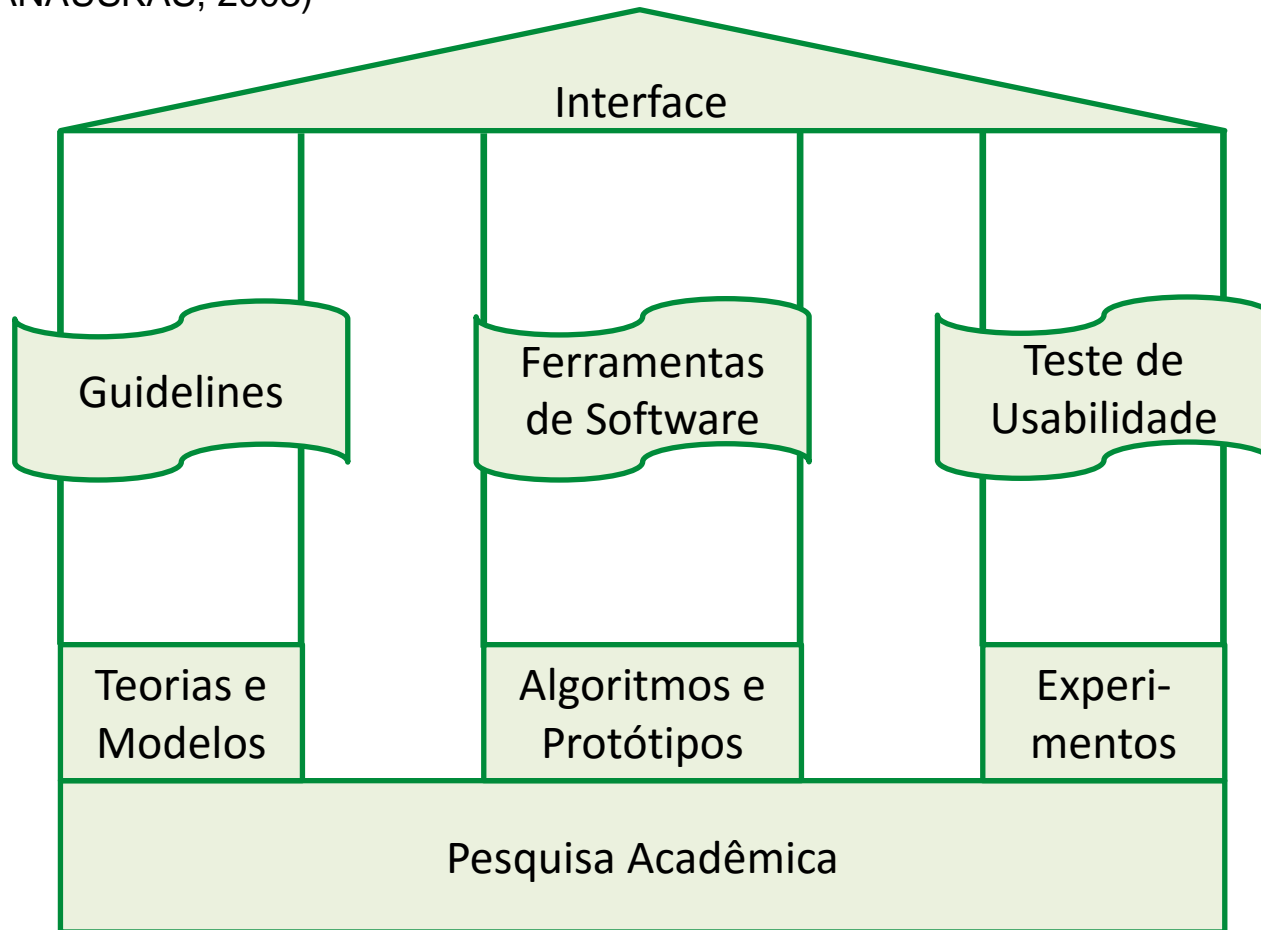 Interface
Guidelines
Ferramentas
de Software
Teste de
Usabilidade
Teorias e
Modelos
Algoritmos e
Protótipos
Experi-
mentos
Pesquisa Acadêmica